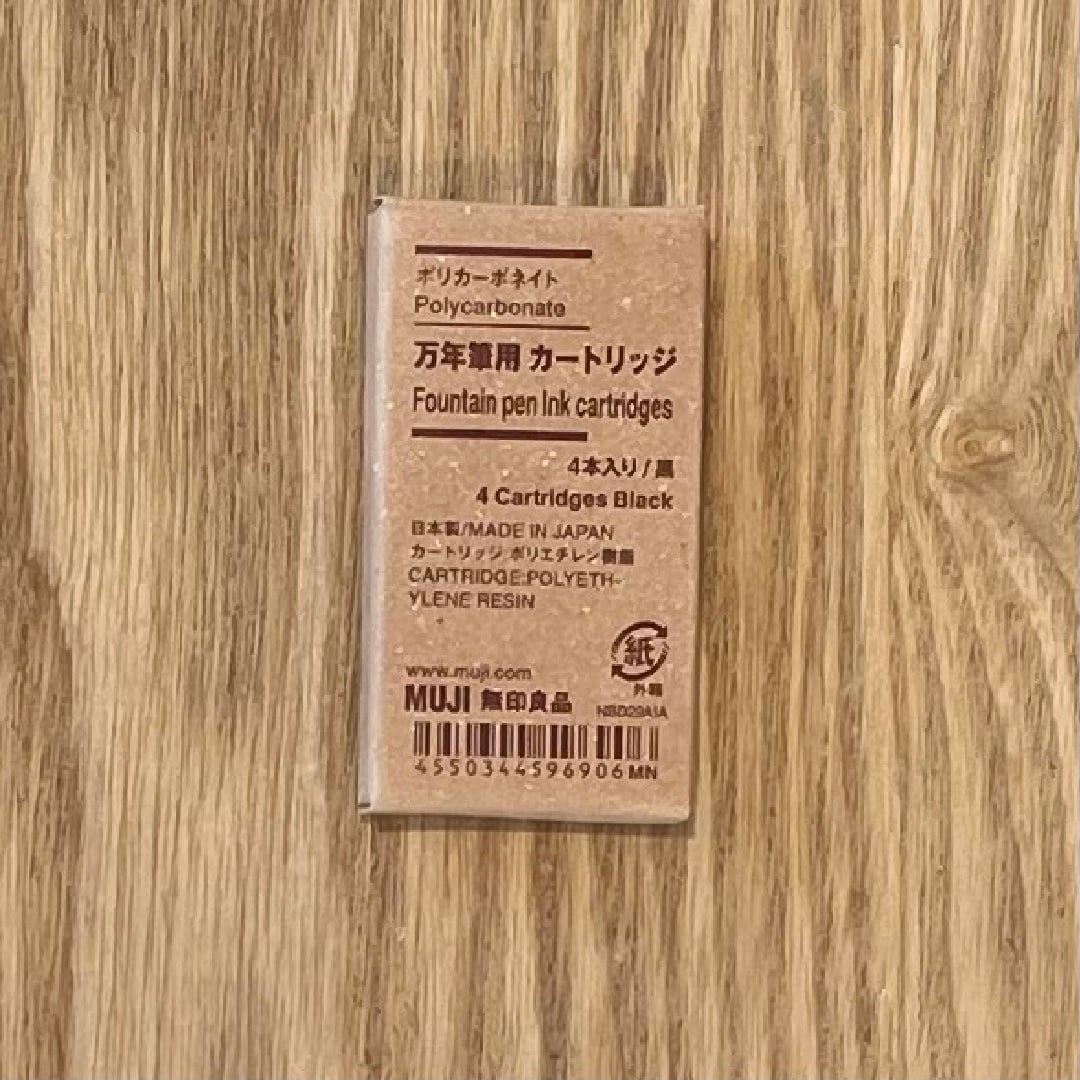 ポリカーボネイト
Polycarbonate
万年筆用 カートリッジ
Fountain pen Ink cartridges
4本入り/黒
4 Cartridges Black
日本製/MADE IN JAPAN
カートリッジ:ポリエチレン樹脂
CARTRIDGE:POLYETH-
YLENE RESIN
紙
外箱
www.muji.com
MUJI 無印良品
4550344596906 MN